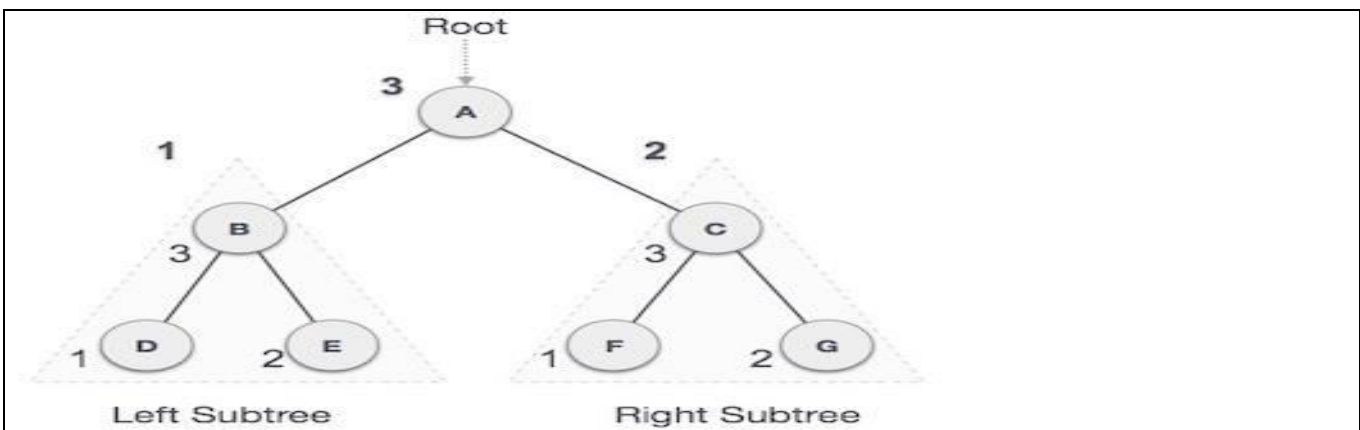 Root
3
A
1 2
B C
3 3
D E F G
1 2 1 2
Left Subtree Right Subtree